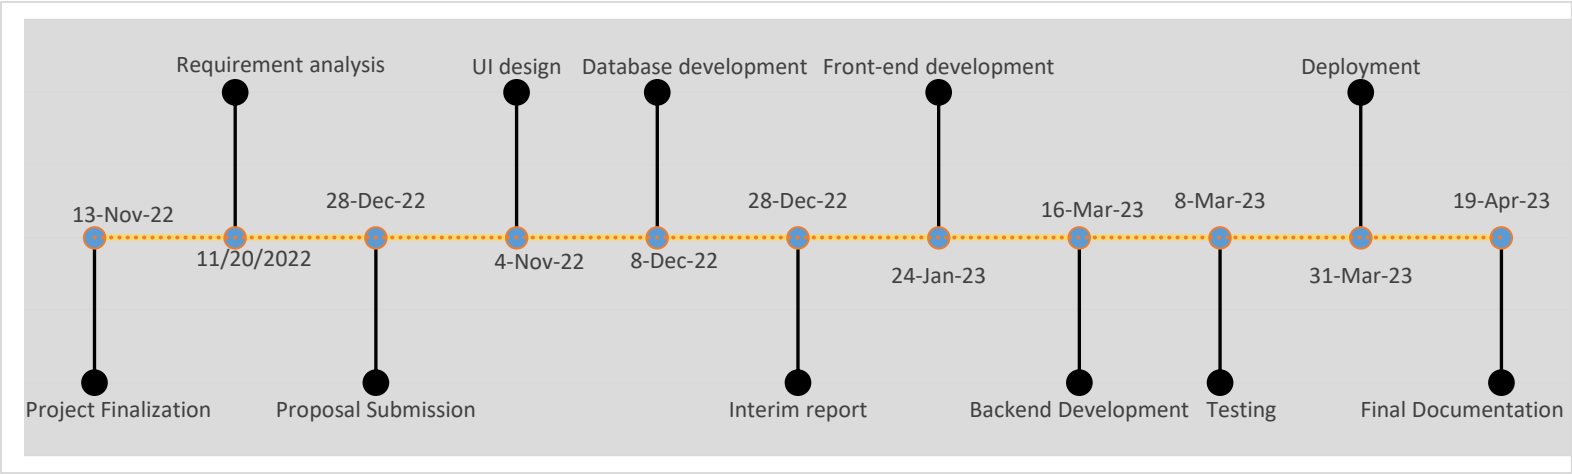 Requirement analysis
UI design
Database development
Front-end development
Deployment
13-Nov-22
28-Dec-22
28-Dec-22
16-Mar-23
8-Mar-23
19-Apr-23
11/20/2022
4-Nov-22
8-Dec-22
24-Jan-23
31-Mar-23
Project Finalization
Proposal Submission
Interim report
Backend Development
Testing
Final Documentation